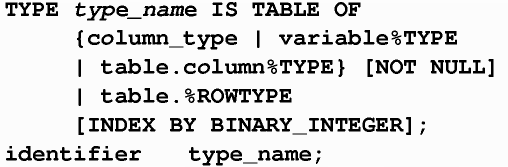 TYPE type_name IS TABLE OF
{column_type | variable%TYPE
| table.column%TYPE} [NOT NULL]
| table.%ROWTYPE
[INDEX BY BINARY_INTEGER];
identifier type_name;